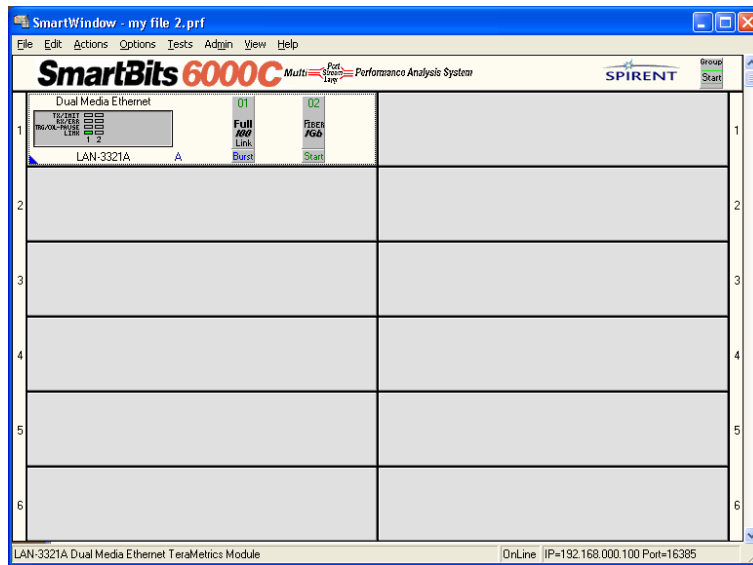 SmartWindow - my file 2.prf
File Edit Actions Options Tests Admin View Help
SmartBits 6000C Multi Port Stream Layer Performance Analysis System
SPIRENT
Group
Start
1
Dual Media Ethernet
TX/INIT
RX/ERR
TRG/COL-PAUSE
LINK
1 2
LAN-3321A A
01
Full
100
Link
Burst
02
FIBER
1Gb
Start
1
2 2
3 3
4 4
5 5
6 6
LAN-3321A Dual Media Ethernet TeraMetrics Module OnLine IP=192.168.000.100 Port=16385